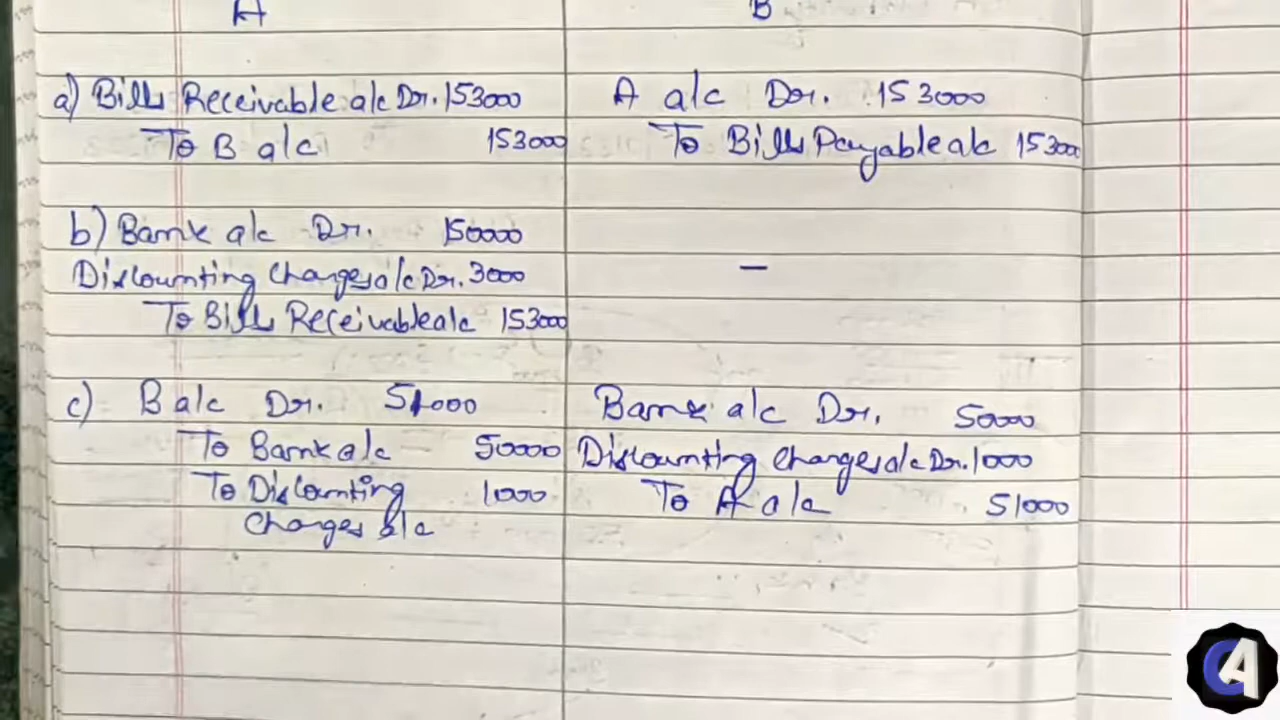 A B
a) Bills Receivable a/c Dr. 153000 A a/c Dr. 153000
To B a/c 153000 To Bills Payable a/c 153000
b) Bank a/c Dr. 150000
Discounting Charges a/c Dr. 3000 –
To Bills Receivable a/c 153000
c) B a/c Dr. 51000 Bank a/c Dr. 50000
To Bank a/c 50000 Discounting Charges a/c Dr. 1000
To Discounting 1000 To A a/c 51000
Charges a/c
CA